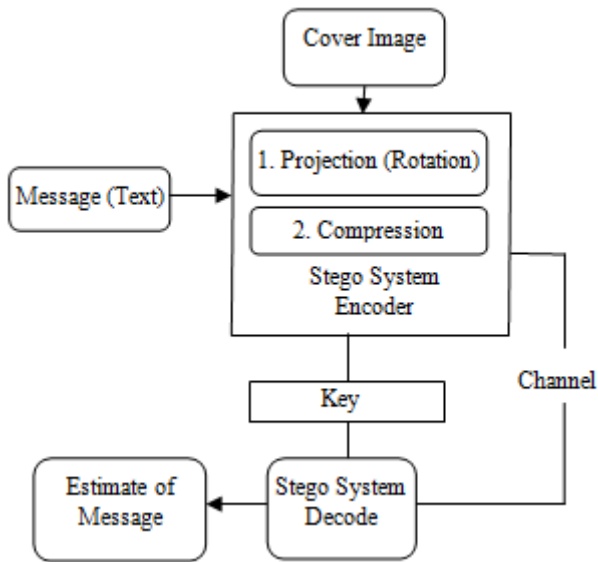 Cover Image
1. Projection (Rotation)
Message (Text)
2. Compression
Stego System
Encoder
Channel
Key
Estimate of
Message
Stego System
Decode